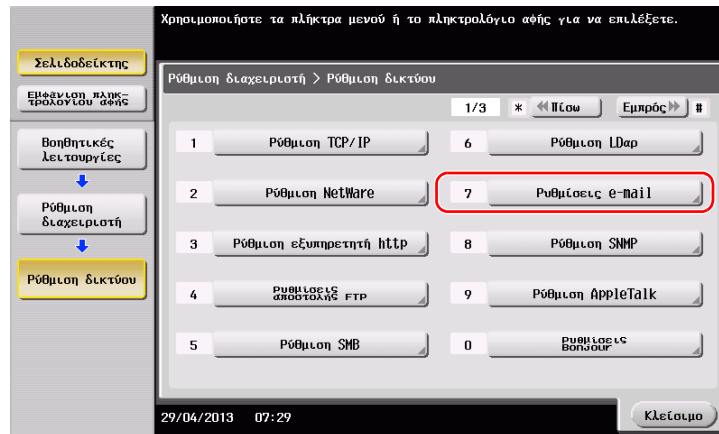 Χρησιμοποιήστε τα πλήκτρα μενού ή το πληκτρολόγιο αφής για να επιλέξετε.
Σελιδοδείκτης
Εμφάνιση πληκ-
τρολογίου αφής
Βοηθητικές
λειτουργίες
Ρύθμιση
διαχειριστή
Ρύθμιση δικτύου
Ρύθμιση διαχειριστή > Ρύθμιση δικτύου
1/3 * Πίσω Εμπρός #
1 Ρύθμιση TCP/IP
6 Ρύθμιση LDαρ
2 Ρύθμιση NetWare
7 Ρυθμίσεις e-mail
3 Ρύθμιση εξυπηρετητή http
8 Ρύθμιση SNMP
4 Ρυθμίσεις
αποστολής FTP
9 Ρύθμιση AppleTalk
5 Ρύθμιση SMB
0 Ρυθμίσεις
Bonjour
29/04/2013 07:29
Κλείσιμο